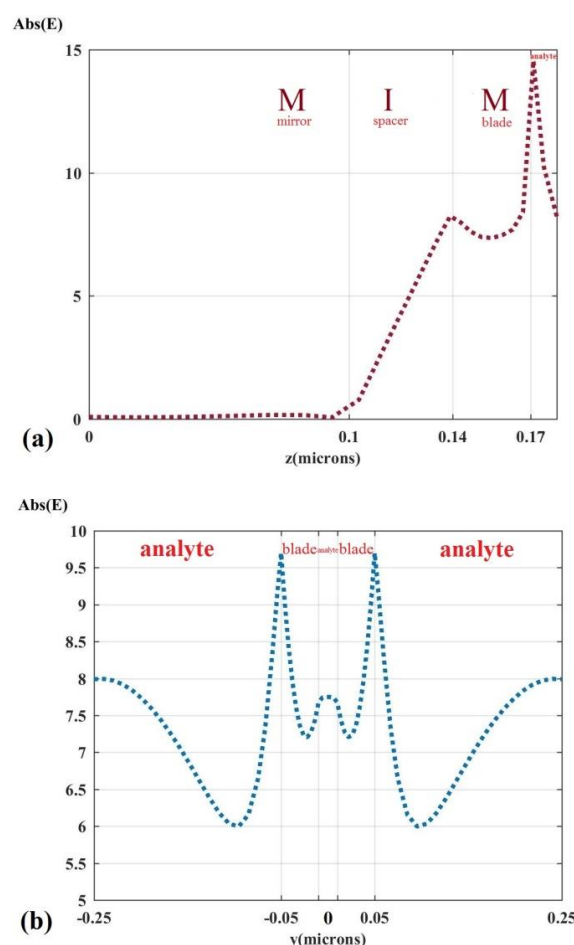 Abs(E)
15
analyte
M I M
mirror spacer blade
10
5
0
(a)
0 0.1 0.14 0.17
z(microns)
Abs(E)
10
analyte blade analyte blade analyte
9.5
9
8.5
8
7.5
7
6.5
6
5.5
5
(b)
-0.25 -0.05 0 0.05 0.25
y(microns)